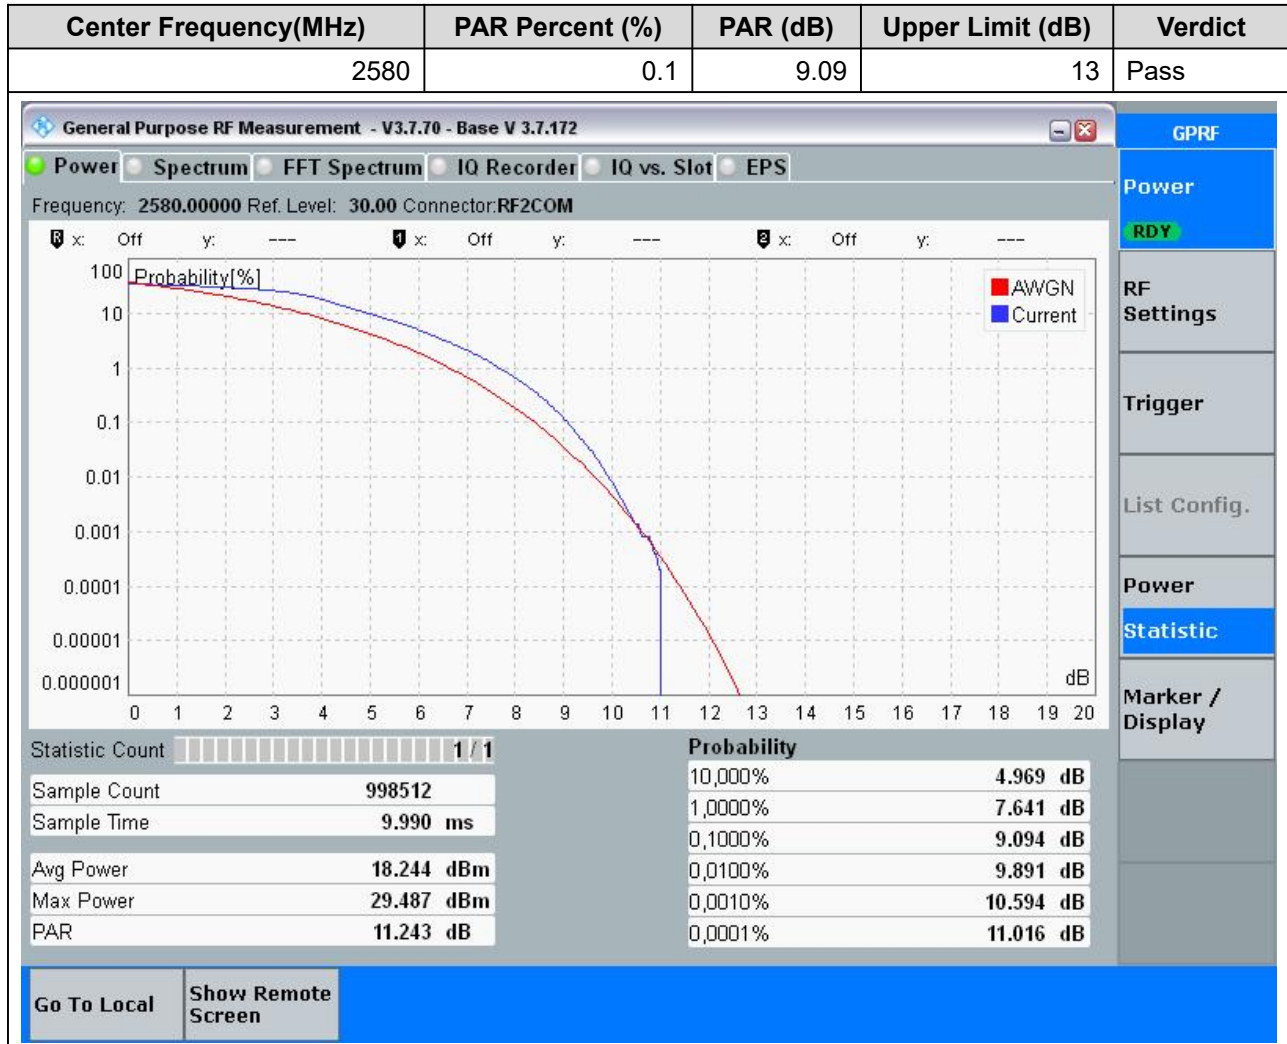 Center Frequency(MHz) PAR Percent (%) PAR (dB) Upper Limit (dB) Verdict
2580 0.1 9.09 13 Pass
General Purpose RF Measurement - V3.7.70 - Base V 3.7.172
GPRF
Power Spectrum FFT Spectrum IQ Recorder IQ vs. Slot EPS
Frequency: 2580.00000 Ref. Level: 30.00 Connector:RF2COM
R x: Off y: --- 1 x: Off y: --- 2 x: Off y: ---
Probability[%]
AWGN
Current
100
10
1
0.1
0.01
0.001
0.0001
0.00001
0.000001
dB
0 1 2 3 4 5 6 7 8 9 10 11 12 13 14 15 16 17 18 19 20
Statistic Count 1 / 1
Sample Count 998512
Sample Time 9.990 ms
Avg Power 18.244 dBm
Max Power 29.487 dBm
PAR 11.243 dB
Probability
10,000% 4.969 dB
1,0000% 7.641 dB
0,1000% 9.094 dB
0,0100% 9.891 dB
0,0010% 10.594 dB
0,0001% 11.016 dB
Power
RDY
RF
Settings
Trigger
List Config.
Power
Statistic
Marker /
Display
Go To Local
Show Remote
Screen